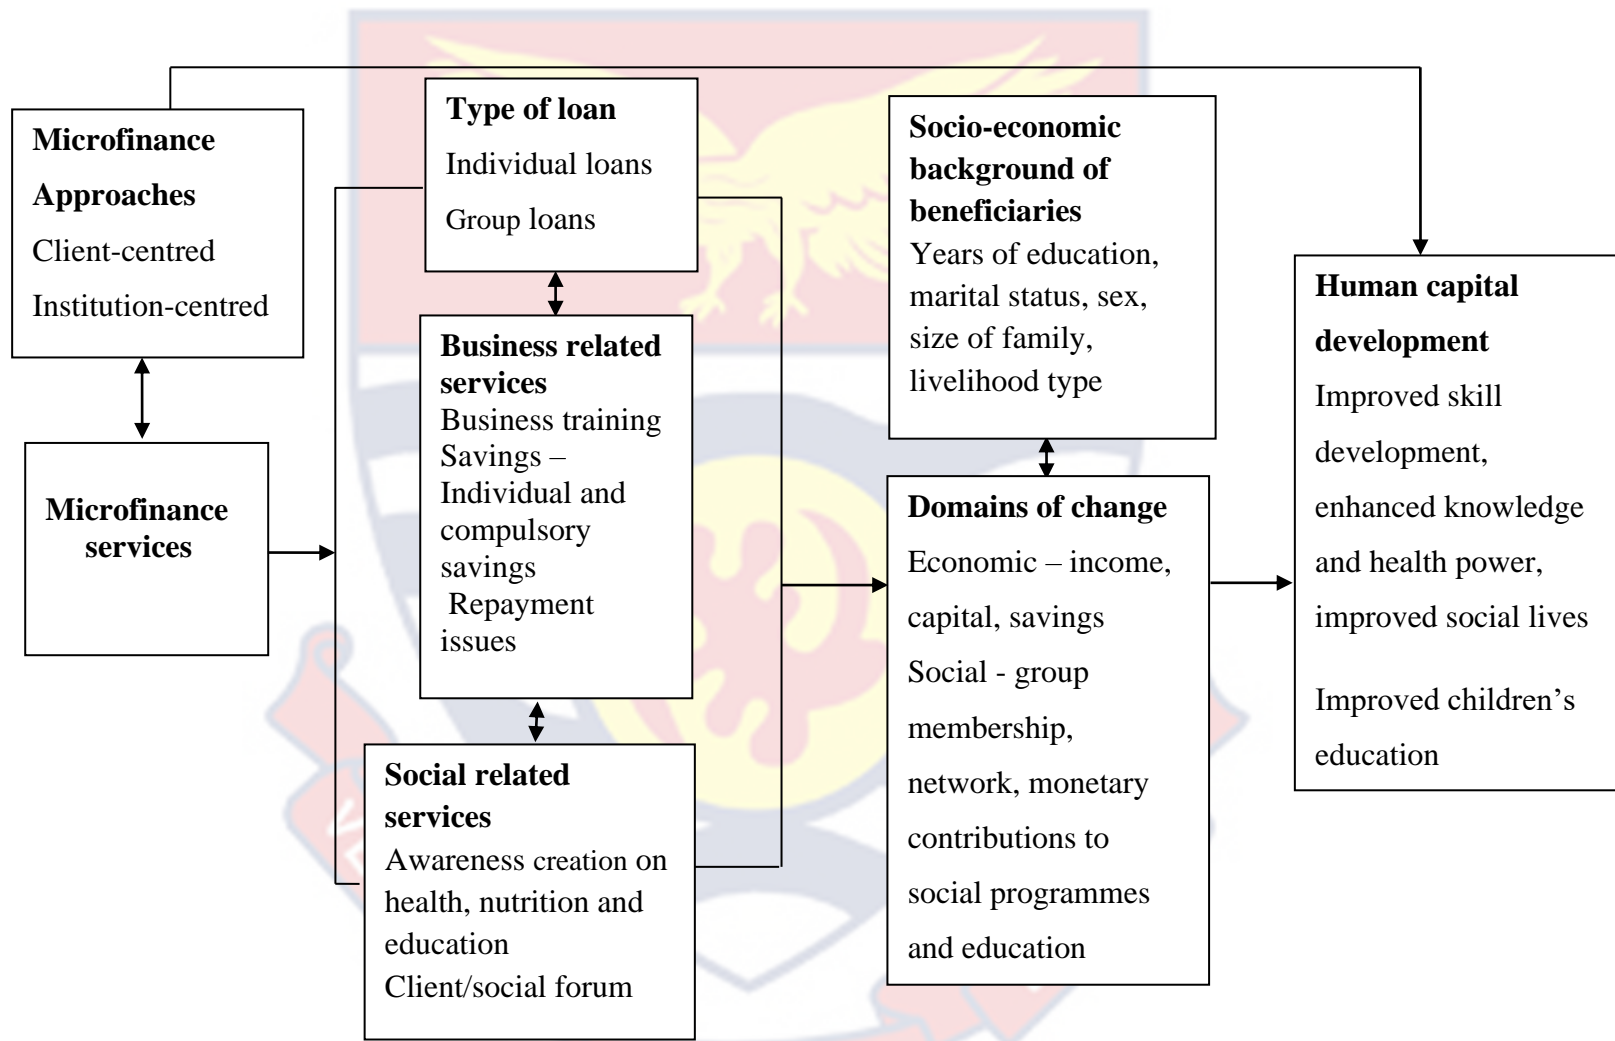 Microfinance
Approaches
Client-centred
Institution-centred
Microfinance
services
Type of loan
Individual loans
Group loans
Business related
services
Business training
Savings –
Individual and
compulsory
savings
Repayment
issues
Social related
services
Awareness creation on
health, nutrition and
education
Client/social forum
Socio-economic
background of
beneficiaries
Years of education,
marital status, sex,
size of family,
livelihood type
Domains of change
Economic – income,
capital, savings
Social - group
membership,
network, monetary
contributions to
social programmes
and education
Human capital
development
Improved skill
development,
enhanced knowledge
and health power,
improved social lives
Improved children’s
education